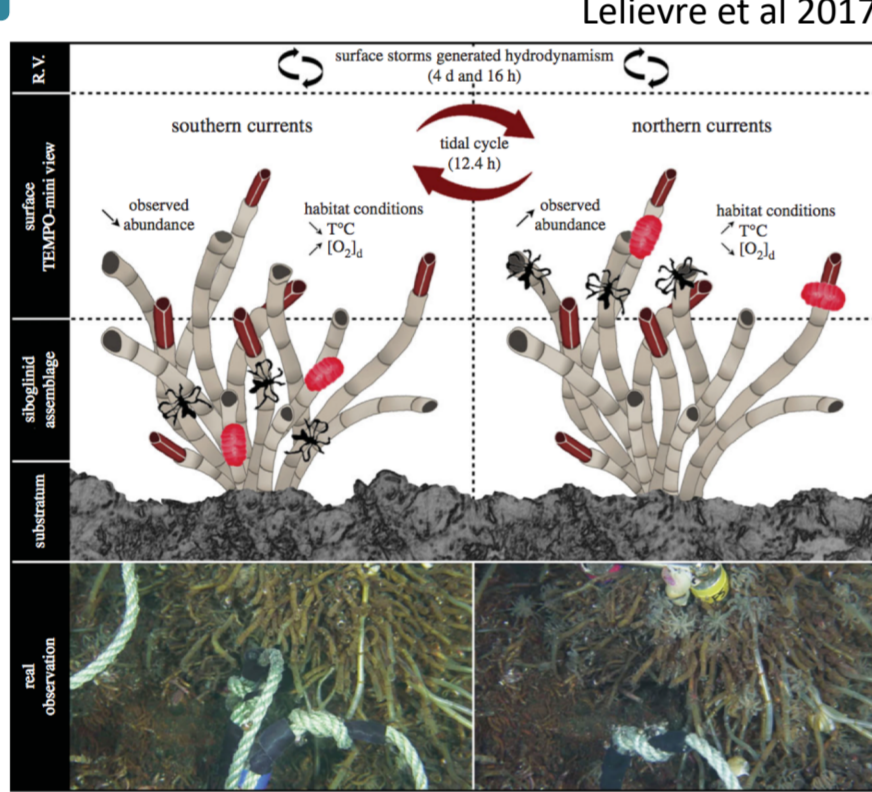 Lelievre et al 2017
R.V.
surface storms generated hydrodynamism
(4 d and 16 h)
surface
TEMPO-mini view
southern currents
tidal cycle
(12.4 h)
northern currents
observed
abundance
habitat conditions
↘ T°C
↗ [O₂]d
observed
abundance
habitat conditions
↗ T°C
↘ [O₂]d
siboglinid
assemblage
substratum
real
observation